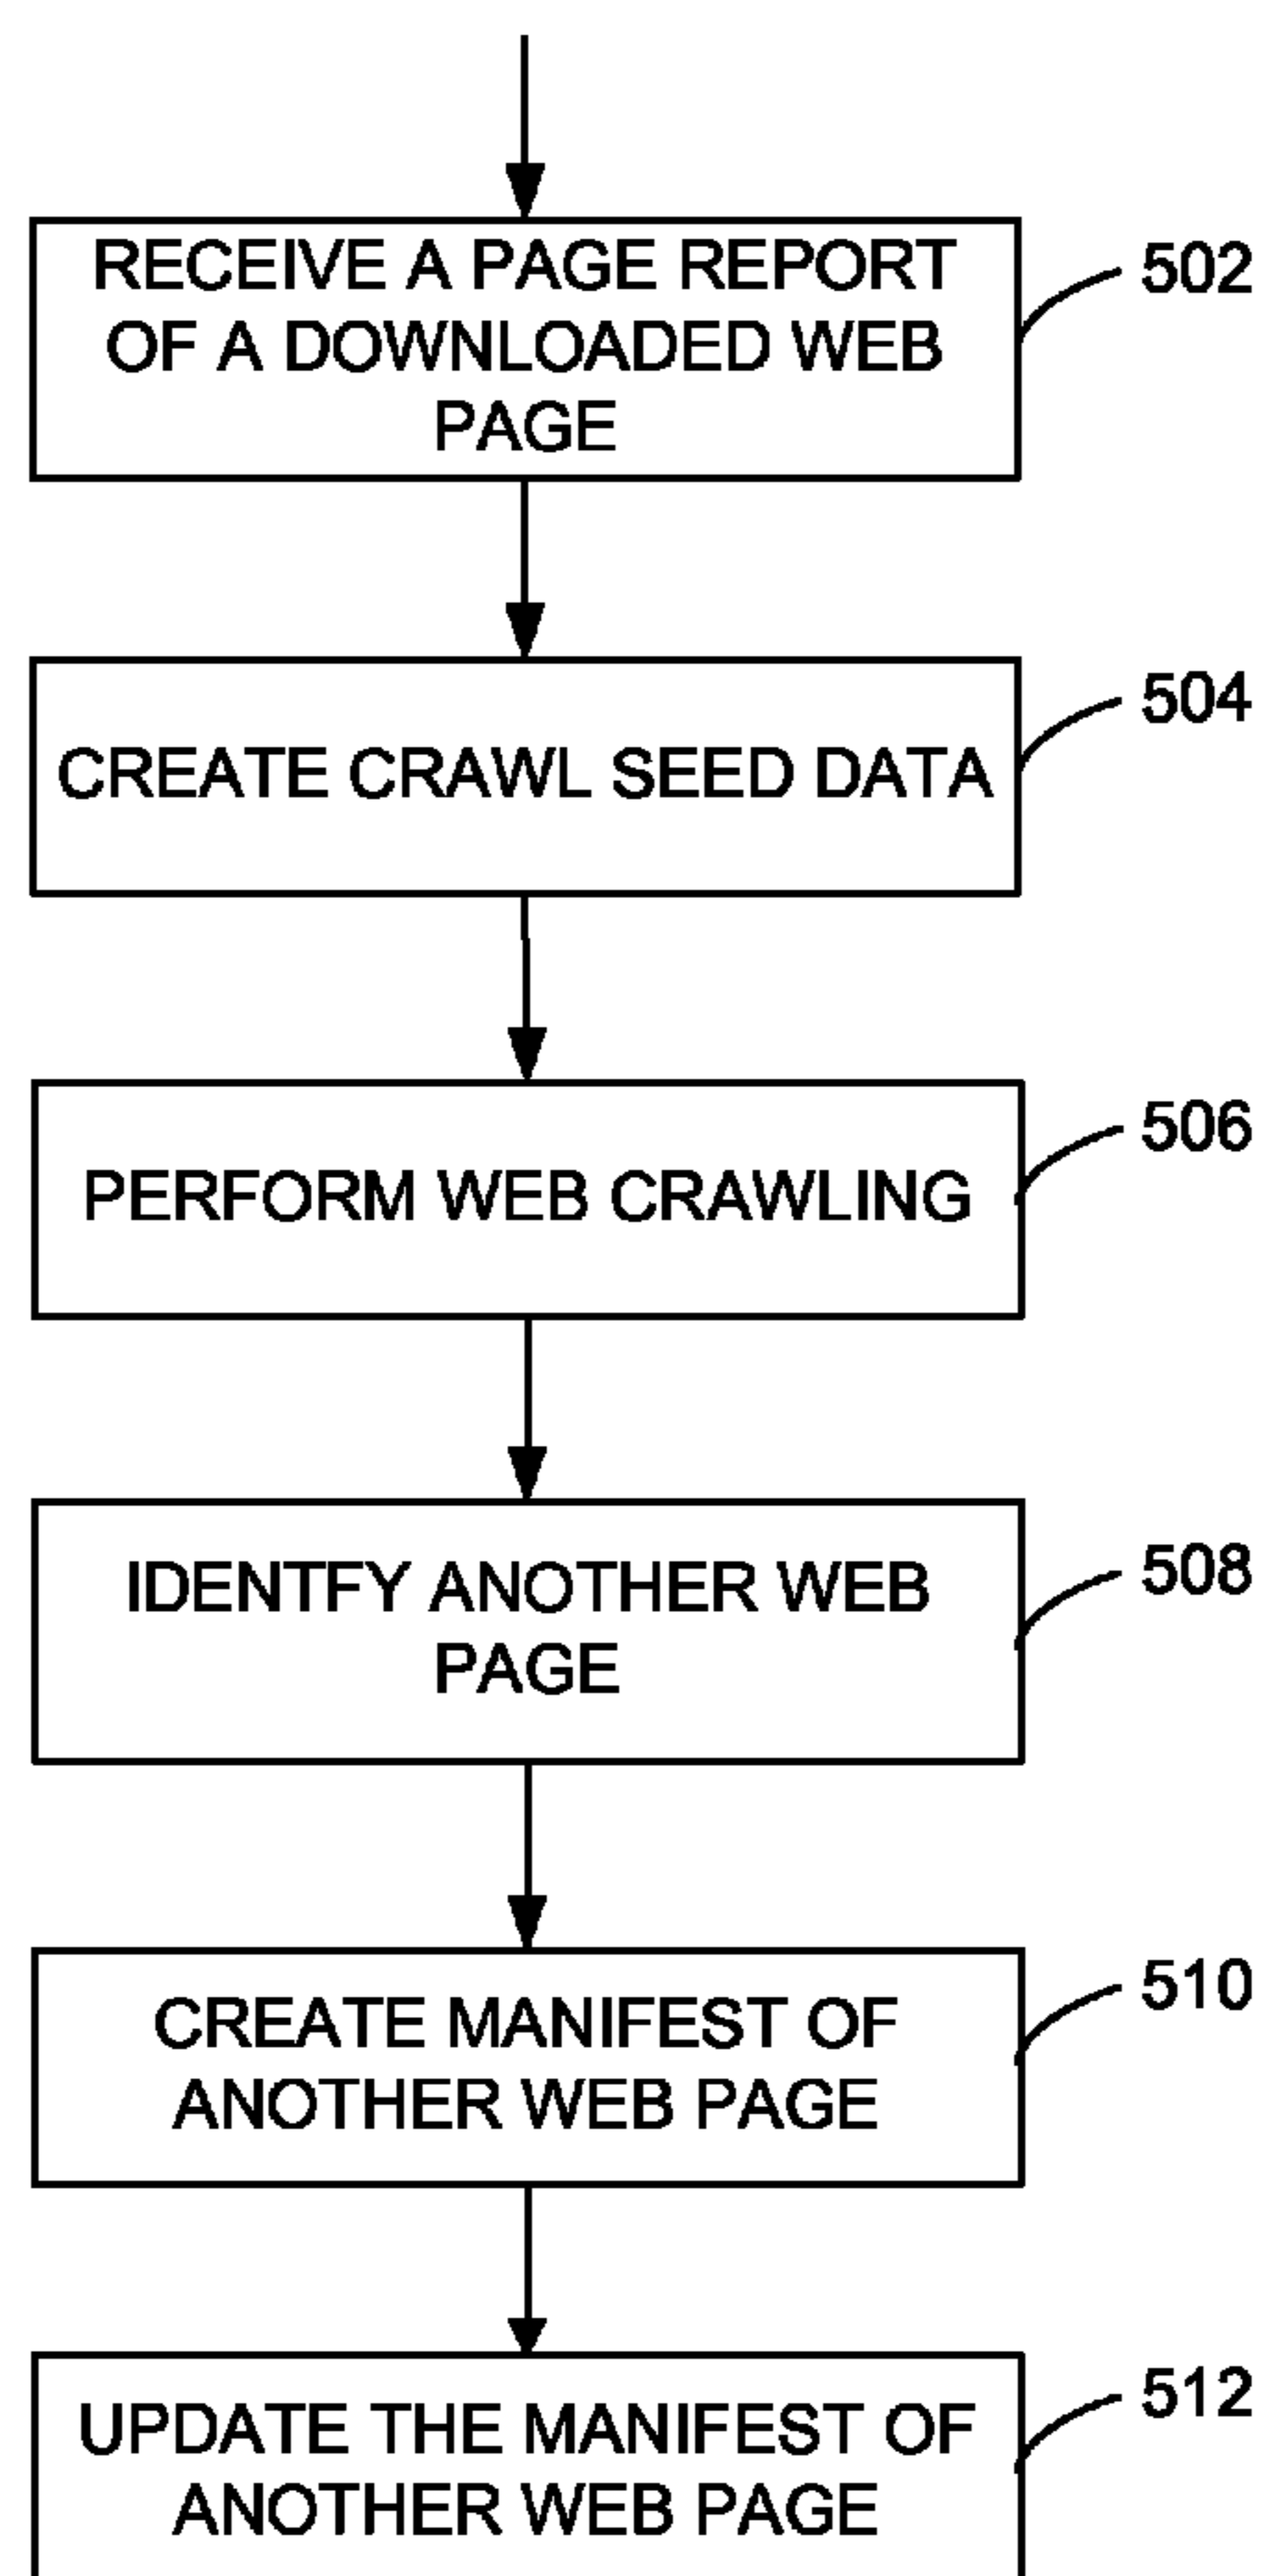 RECEIVE A PAGE REPORT
OF A DOWNLOADED WEB
PAGE
502
CREATE CRAWL SEED DATA
504
PERFORM WEB CRAWLING
506
IDENTFY ANOTHER WEB
PAGE
508
CREATE MANIFEST OF
ANOTHER WEB PAGE
510
UPDATE THE MANIFEST OF
ANOTHER WEB PAGE
512